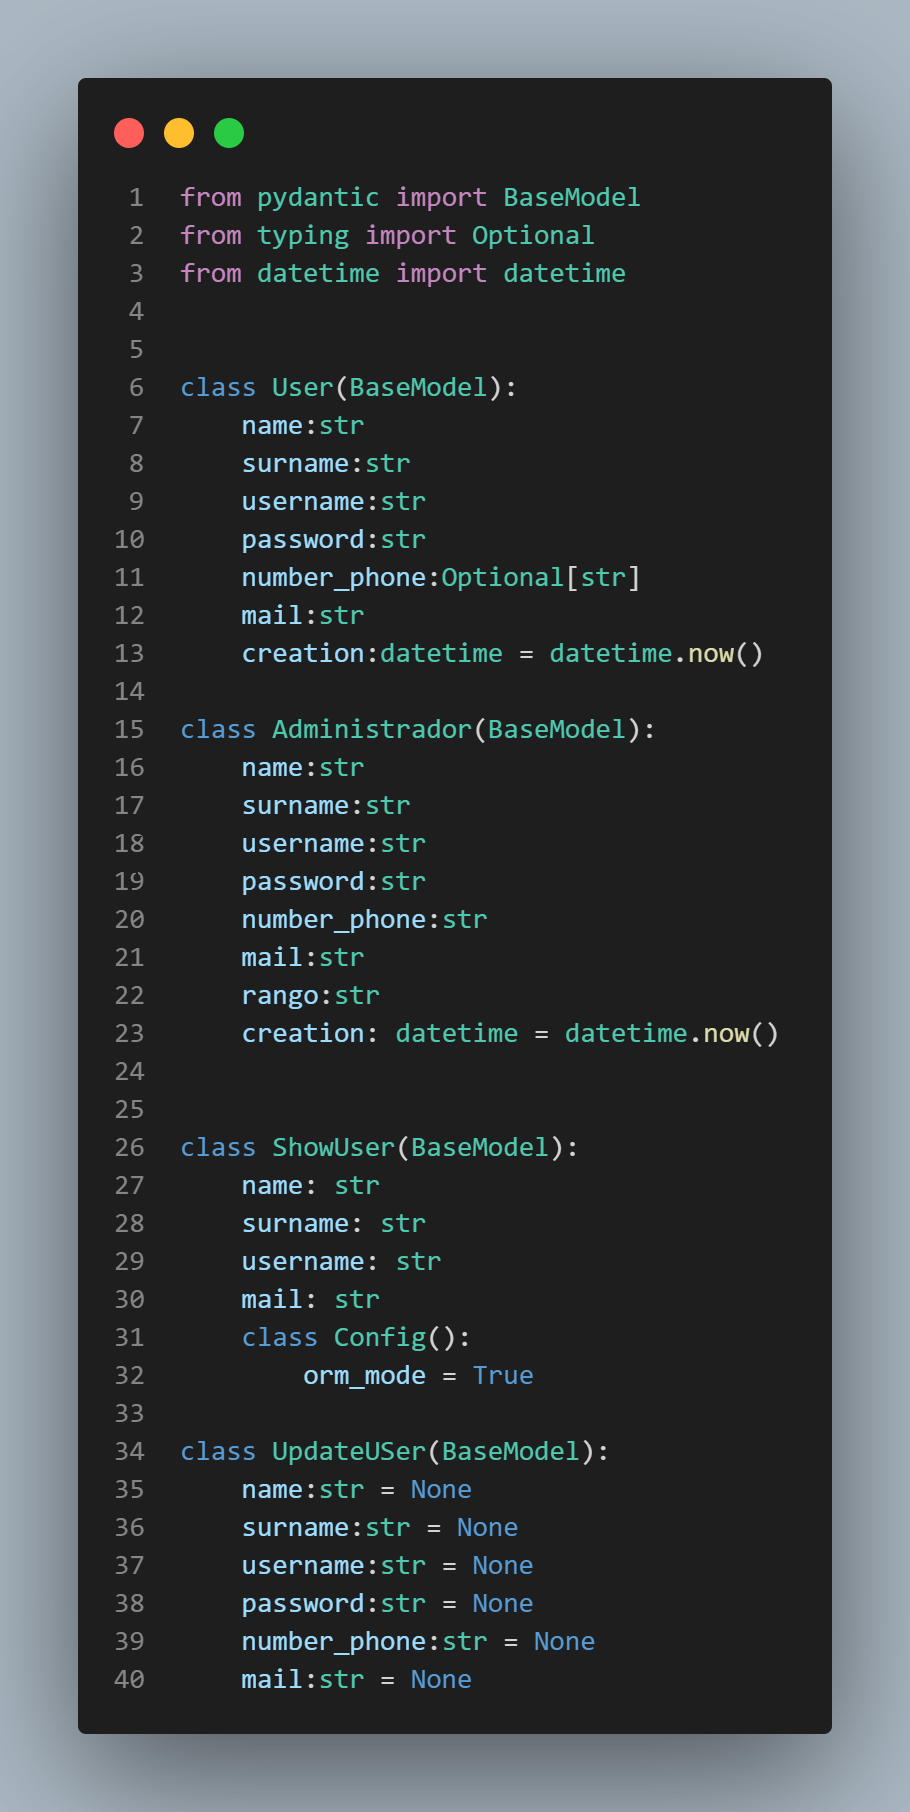 1 from pydantic import BaseModel
2 from typing import Optional
3 from datetime import datetime
4
5
6 class User(BaseModel):
7     name:str
8     surname:str
9     username:str
10     password:str
11     number_phone:Optional[str]
12     mail:str
13     creation:datetime = datetime.now()
14
15 class Administrador(BaseModel):
16     name:str
17     surname:str
18     username:str
19     password:str
20     number_phone:str
21     mail:str
22     rango:str
23     creation: datetime = datetime.now()
24
25
26 class ShowUser(BaseModel):
27     name: str
28     surname: str
29     username: str
30     mail: str
31     class Config():
32         orm_mode = True
33
34 class UpdateUSer(BaseModel):
35     name:str = None
36     surname:str = None
37     username:str = None
38     password:str = None
39     number_phone:str = None
40     mail:str = None